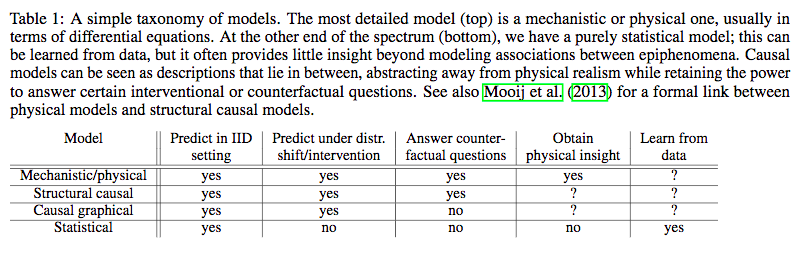 Table 1: A simple taxonomy of models. The most detailed model (top) is a mechanistic or physical one, usually in
terms of differential equations. At the other end of the spectrum (bottom), we have a purely statistical model; this can
be learned from data, but it often provides little insight beyond modeling associations between epiphenomena. Causal
models can be seen as descriptions that lie in between, abstracting away from physical realism while retaining the power
to answer certain interventional or counterfactual questions. See also Mooij et al. (2013) for a formal link between
physical models and structural causal models.
Model Predict in IID Predict under distr. Answer counter- Obtain Learn from
setting shift/intervention factual questions physical insight data
Mechanistic/physical yes yes yes yes ?
Structural causal yes yes yes ? ?
Causal graphical yes yes no ? ?
Statistical yes no no no yes